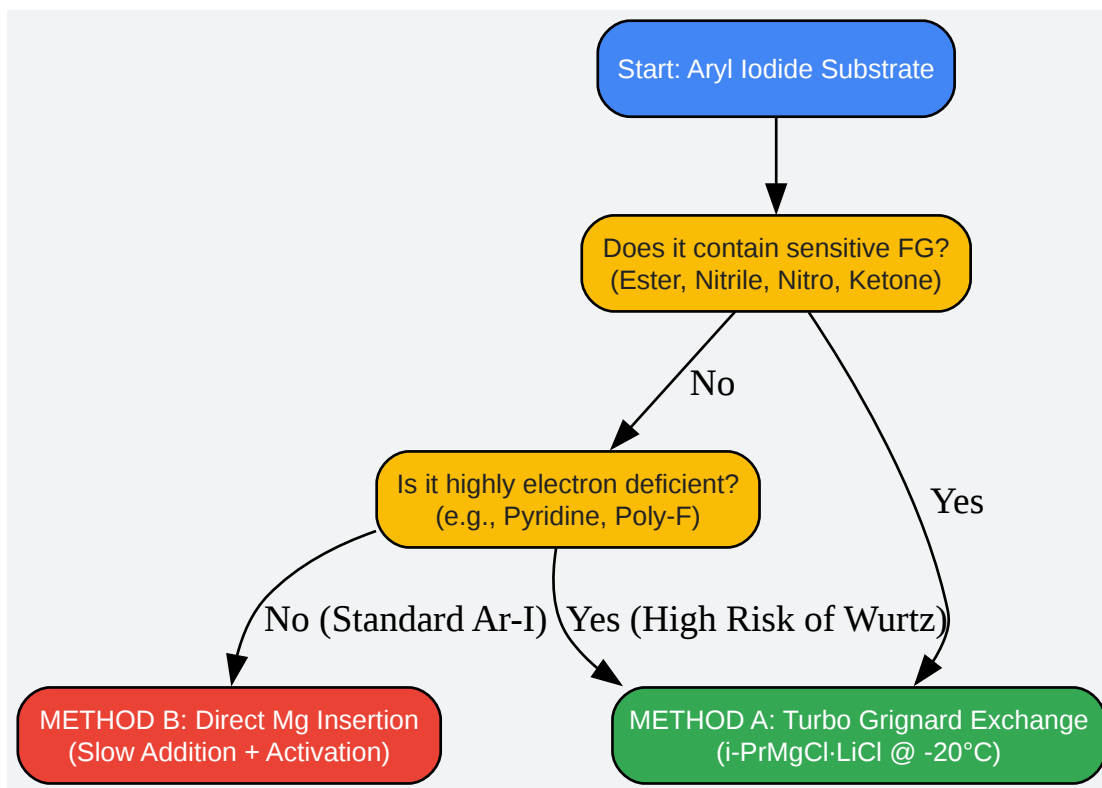 Start: Aryl Iodide Substrate
Does it contain sensitive FG?
(Ester, Nitrile, Nitro, Ketone)
No
Is it highly electron deficient?
(e.g., Pyridine, Poly-F)
Yes
No (Standard Ar-I)
Yes (High Risk of Wurtz)
METHOD B: Direct Mg Insertion
(Slow Addition + Activation)
METHOD A: Turbo Grignard Exchange
(i-PrMgCl·LiCl @ -20°C)